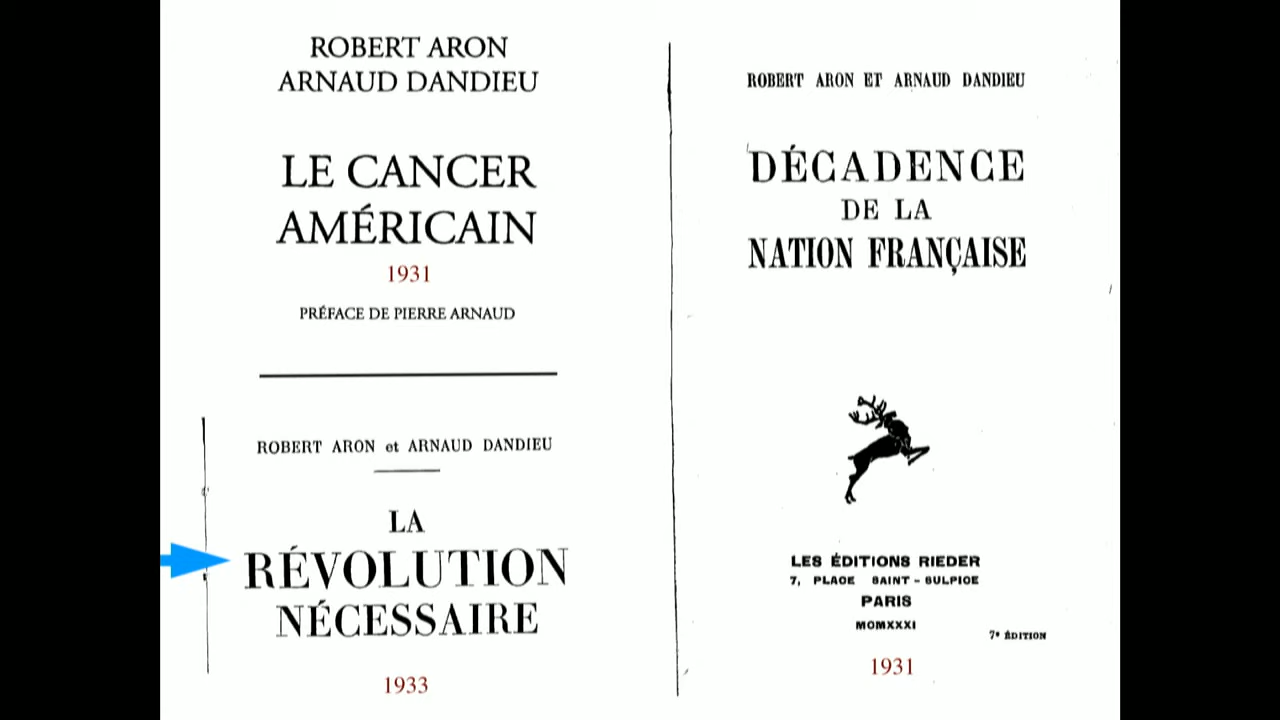 ROBERT ARON
ARNAUD DANDIEU
LE CANCER
AMÉRICAIN
1931
PRÉFACE DE PIERRE ARNAUD
ROBERT ARON et ARNAUD DANDIEU
LA
RÉVOLUTION
NÉCESSAIRE
1933
ROBERT ARON ET ARNAUD DANDIEU
DÉCADENCE
DE LA
NATION FRANÇAISE
LES ÉDITIONS RIEDER
7, PLACE SAINT-SULPICE
PARIS
MCMXXXI
7e ÉDITION
1931